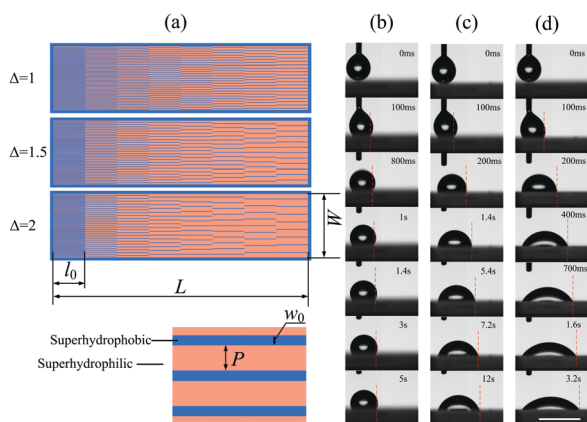 (a)
(b)
(c)
(d)
Δ=1
Δ=1.5
Δ=2
W
l0
L
w0
Superhydrophobic
P
Superhydrophilic
0ms
0ms
0ms
100ms
100ms
100ms
800ms
200ms
200ms
1s
1.4s
400ms
1.4s
5.4s
700ms
3s
7.2s
1.6s
5s
12s
3.2s